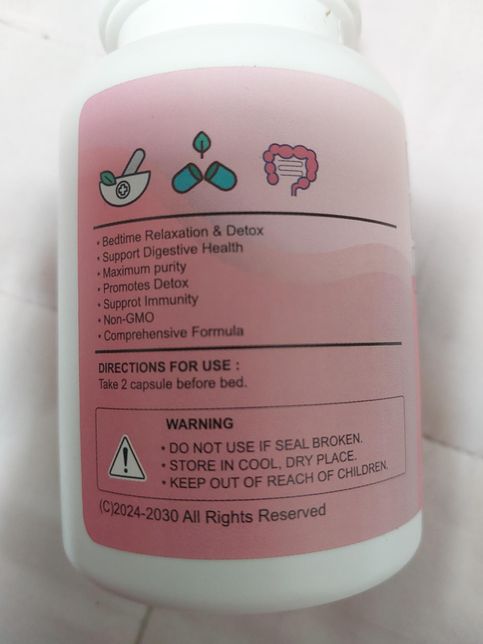 • Bedtime Relaxation & Detox
• Support Digestive Health
• Maximum purity
• Promotes Detox
• Supprot Immunity
• Non-GMO
• Comprehensive Formula
DIRECTIONS FOR USE :
Take 2 capsule before bed.
WARNING
• DO NOT USE IF SEAL BROKEN.
• STORE IN COOL, DRY PLACE.
• KEEP OUT OF REACH OF CHILDREN.
(C)2024-2030 All Rights Reserved